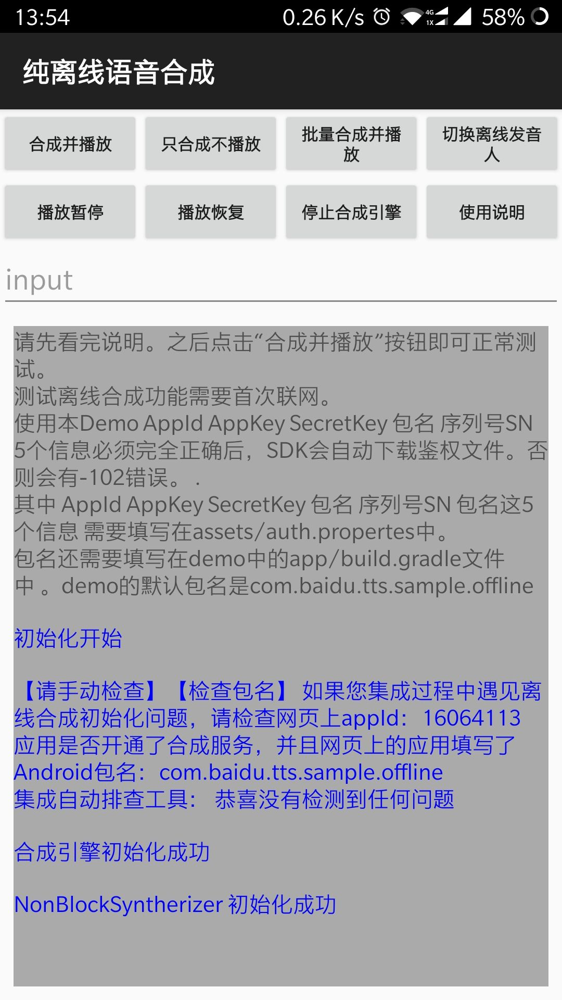 13:54 0.26 K/s 4G 1X 58%
纯离线语音合成
合成并播放 只合成不播放 批量合成并播 切换离线发音
放 人
播放暂停 播放恢复 停止合成引擎 使用说明
input
请先看完说明。之后点击“合成并播放”按钮即可正常测
试。
测试离线合成功能需要首次联网。
使用本Demo AppId AppKey SecretKey 包名 序列号SN
5个信息必须完全正确后，SDK会自动下载鉴权文件。否
则会有-102错误。 .
其中 AppId AppKey SecretKey 包名 序列号SN 包名这5
个信息 需要填写在assets/auth.propertes中。
包名还需要填写在demo中的app/build.gradle文件
中 。demo的默认包名是com.baidu.tts.sample.offline
初始化开始
【请手动检查】【检查包名】 如果您集成过程中遇见离
线合成初始化问题，请检查网页上appId：16064113
应用是否开通了合成服务，并且网页上的应用填写了
Android包名：com.baidu.tts.sample.offline
集成自动排查工具： 恭喜没有检测到任何问题
合成引擎初始化成功
NonBlockSyntherizer 初始化成功